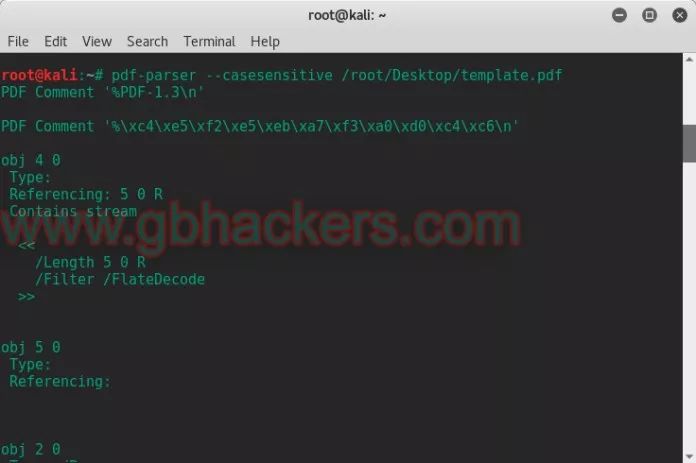 root@kali: ~
File Edit View Search Terminal Help
root@kali:~# pdf-parser --casesensitive /root/Desktop/template.pdf
PDF Comment '%PDF-1.3\n'
PDF Comment '%\xc4\xe5\xf2\xe5\xeb\xa7\xf3\xa0\xd0\xc4\xc6\n'
obj 4 0
Type:
Referencing: 5 0 R
Contains stream
www.gbhackers.com
<<
/Length 5 0 R
/Filter /FlateDecode
>>
obj 5 0
Type:
Referencing:
obj 2 0